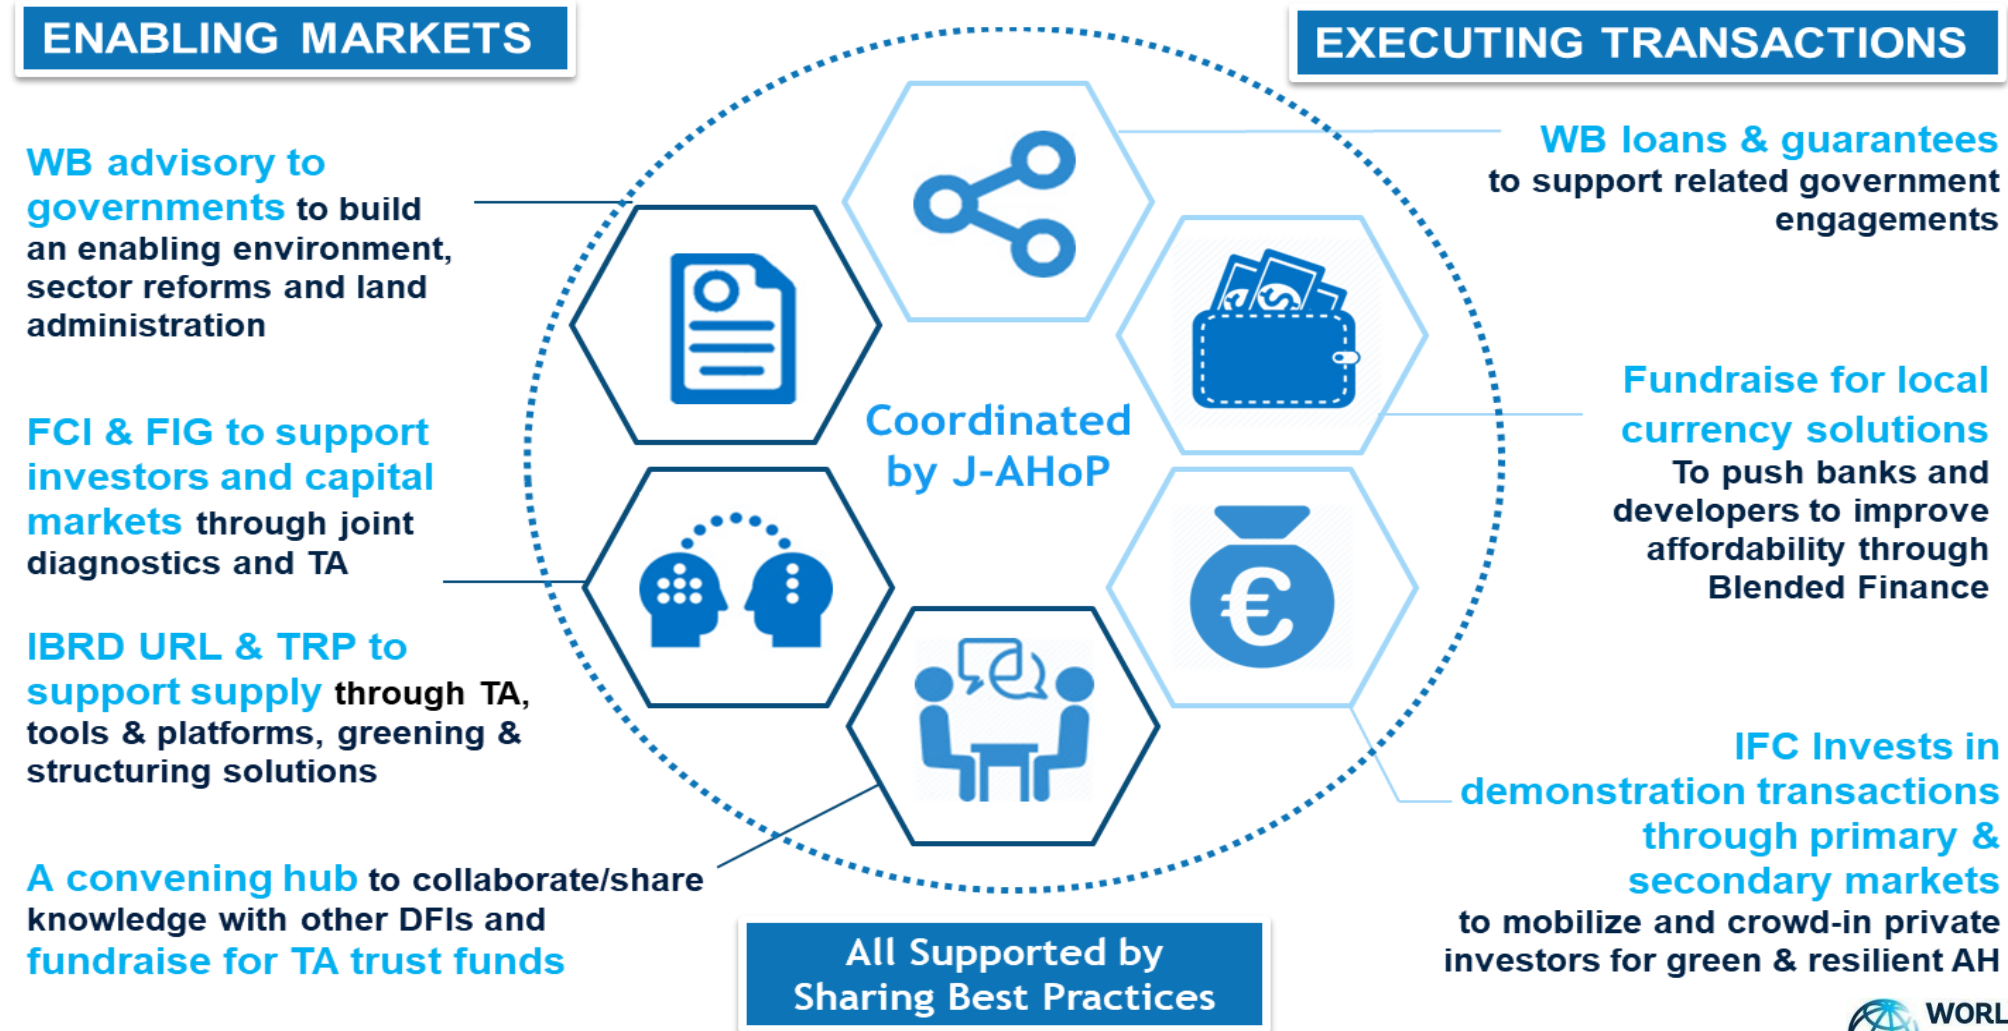 ENABLING MARKETS
WB advisory to
governments to build
an enabling environment,
sector reforms and land
administration
FCI & FIG to support
investors and capital
markets through joint
diagnostics and TA
IBRD URL & TRP to
support supply through TA,
tools & platforms, greening &
structuring solutions
A convening hub to collaborate/share
knowledge with other DFIs and
fundraise for TA trust funds
Coordinated
by J-AHoP
€
All Supported by
Sharing Best Practices
EXECUTING TRANSACTIONS
WB loans & guarantees
to support related government
engagements
Fundraise for local
currency solutions
To push banks and
developers to improve
affordability through
Blended Finance
IFC Invests in
demonstration transactions
through primary &
secondary markets
to mobilize and crowd-in private
investors for green & resilient AH
WORL